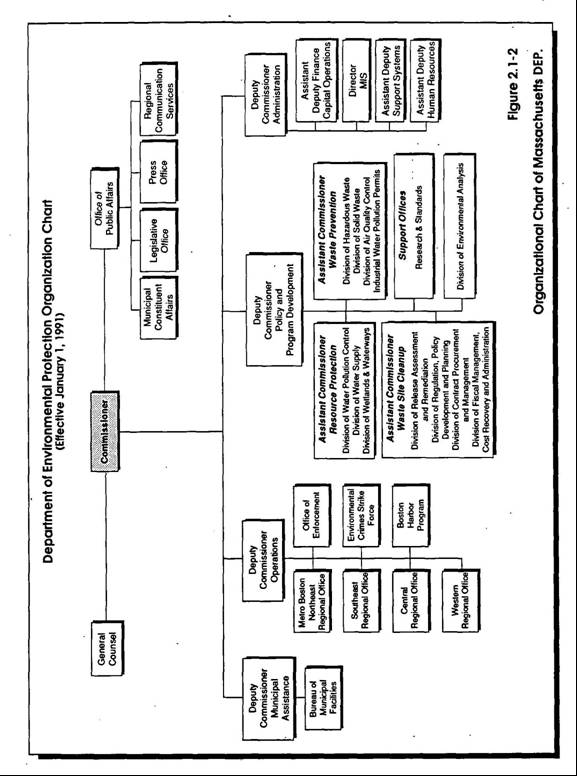 Department of Environmental Protection Organization Chart
(Effective January 1, 1991)
General
Counsel
Commissioner
Office of
Public Affairs
Municipal
Constituent
Affairs
Legislative
Office
Press
Office
Regional
Communication
Services
Deputy
Commissioner
Municipal
Assistance
Bureau of
Municipal
Facilities
Deputy
Commissioner
Operations
Metro Boston
Northeast
Regional Office
Office of
Enforcement
Southeast
Regional Office
Environmental
Crimes Strike
Force
Central
Regional Office
Boston
Harbor
Program
Western
Regional Office
Deputy
Commissioner
Policy and
Program Development
Assistant Commissioner
Resource Protection
Division of Water Pollution Control
Division of Water Supply
Division of Wetlands & Waterways
Assistant Commissioner
Waste Prevention
Division of Hazardous Waste
Division of Solid Waste
Division of Air Quality Control
Industrial Water Pollution Permits
Assistant Commissioner
Waste Site Cleanup
Division of Release Assessment
and Remediation
Division of Regulation, Policy
Development and Planning
Division of Contract Procurement
and Management
Division of Fiscal Management,
Cost Recovery and Administration
Support Offices
Research & Standards
Division of Environmental Analysis
Deputy
Commissioner
Administration
Assistant
Deputy Finance
Capital Operations
Director
MIS
Assistant Deputy
Support Systems
Assistant Deputy
Human Resources
Figure 2.1-2
Organizational Chart of Massachusetts DEP.